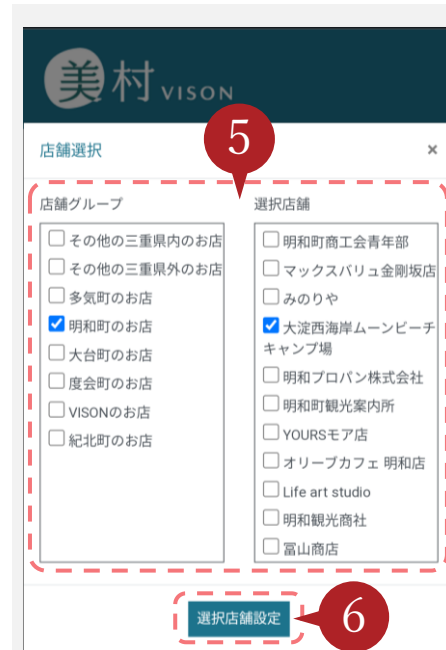 美村 VISON
5
店舗選択 ×
店舗グループ
その他の三重県内のお店
その他の三重県外のお店
多気町のお店
明和町のお店
大台町のお店
度会町のお店
VISONのお店
紀北町のお店
選択店舗
明和町商工会青年部
マックスバリュ金剛坂店
みのりや
大淀西海岸ムーンビーチ
キャンプ場
明和プロパン株式会社
明和町観光案内所
YOURSモア店
オリーブカフェ 明和店
Life art studio
明和観光商社
冨山商店
選択店舗設定
6